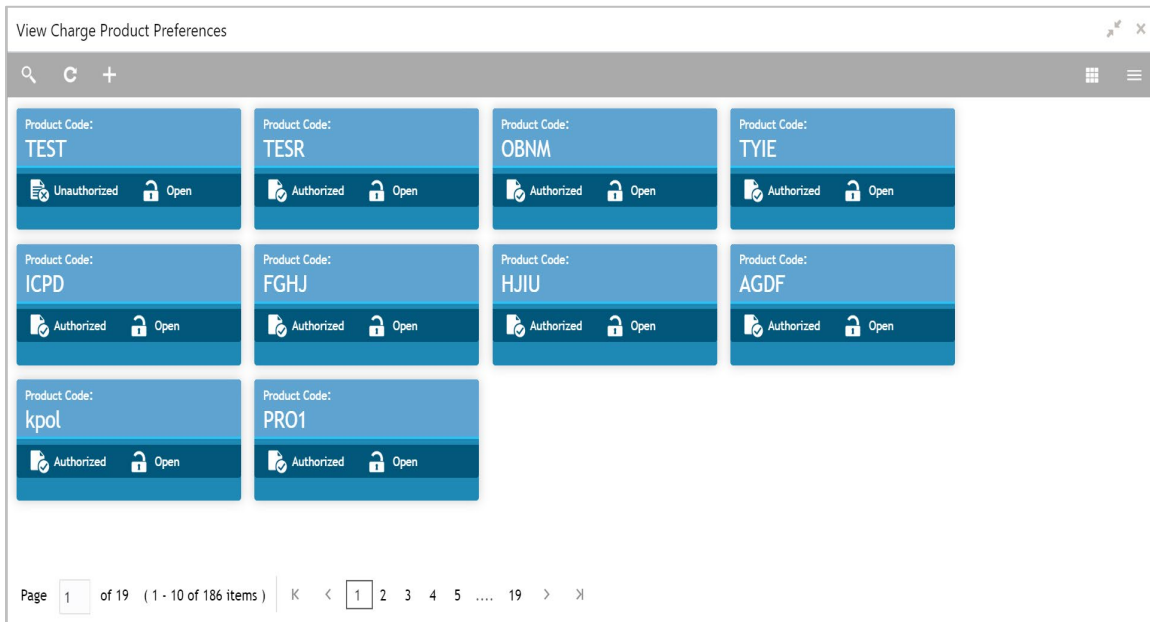 View Charge Product Preferences
Product Code: Product Code: Product Code: Product Code:
TEST TESR OBNM TYIE
Unauthorized Open Authorized Open Authorized Open Authorized Open
Product Code: Product Code: Product Code: Product Code:
ICPD FGHJ HJIU AGDF
Authorized Open Authorized Open Authorized Open Authorized Open
Product Code: Product Code:
kpol PRO1
Authorized Open Authorized Open
Page 1 of 19 ( 1 - 10 of 186 items ) 1 2 3 4 5 .... 19